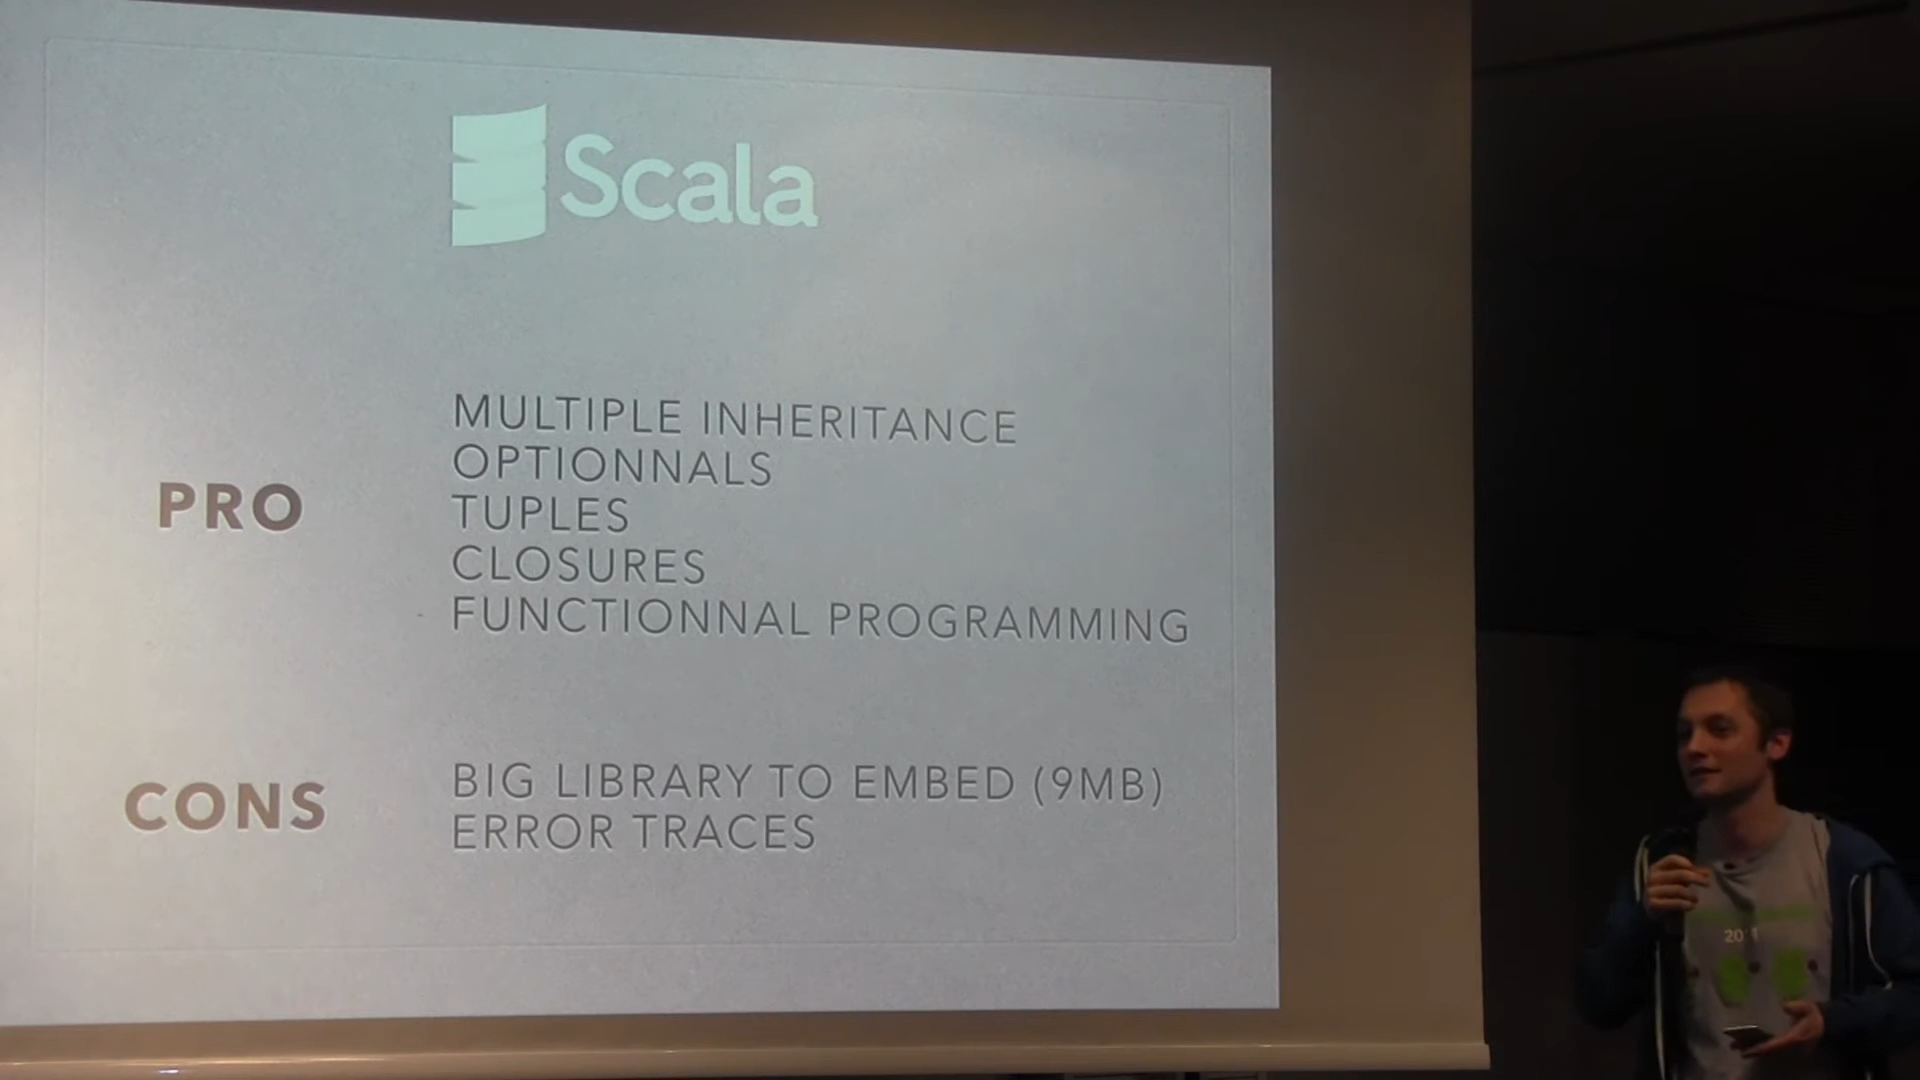 Scala
PRO
MULTIPLE INHERITANCE
OPTIONNALS
TUPLES
CLOSURES
FUNCTIONNAL PROGRAMMING
CONS
BIG LIBRARY TO EMBED (9MB)
ERROR TRACES